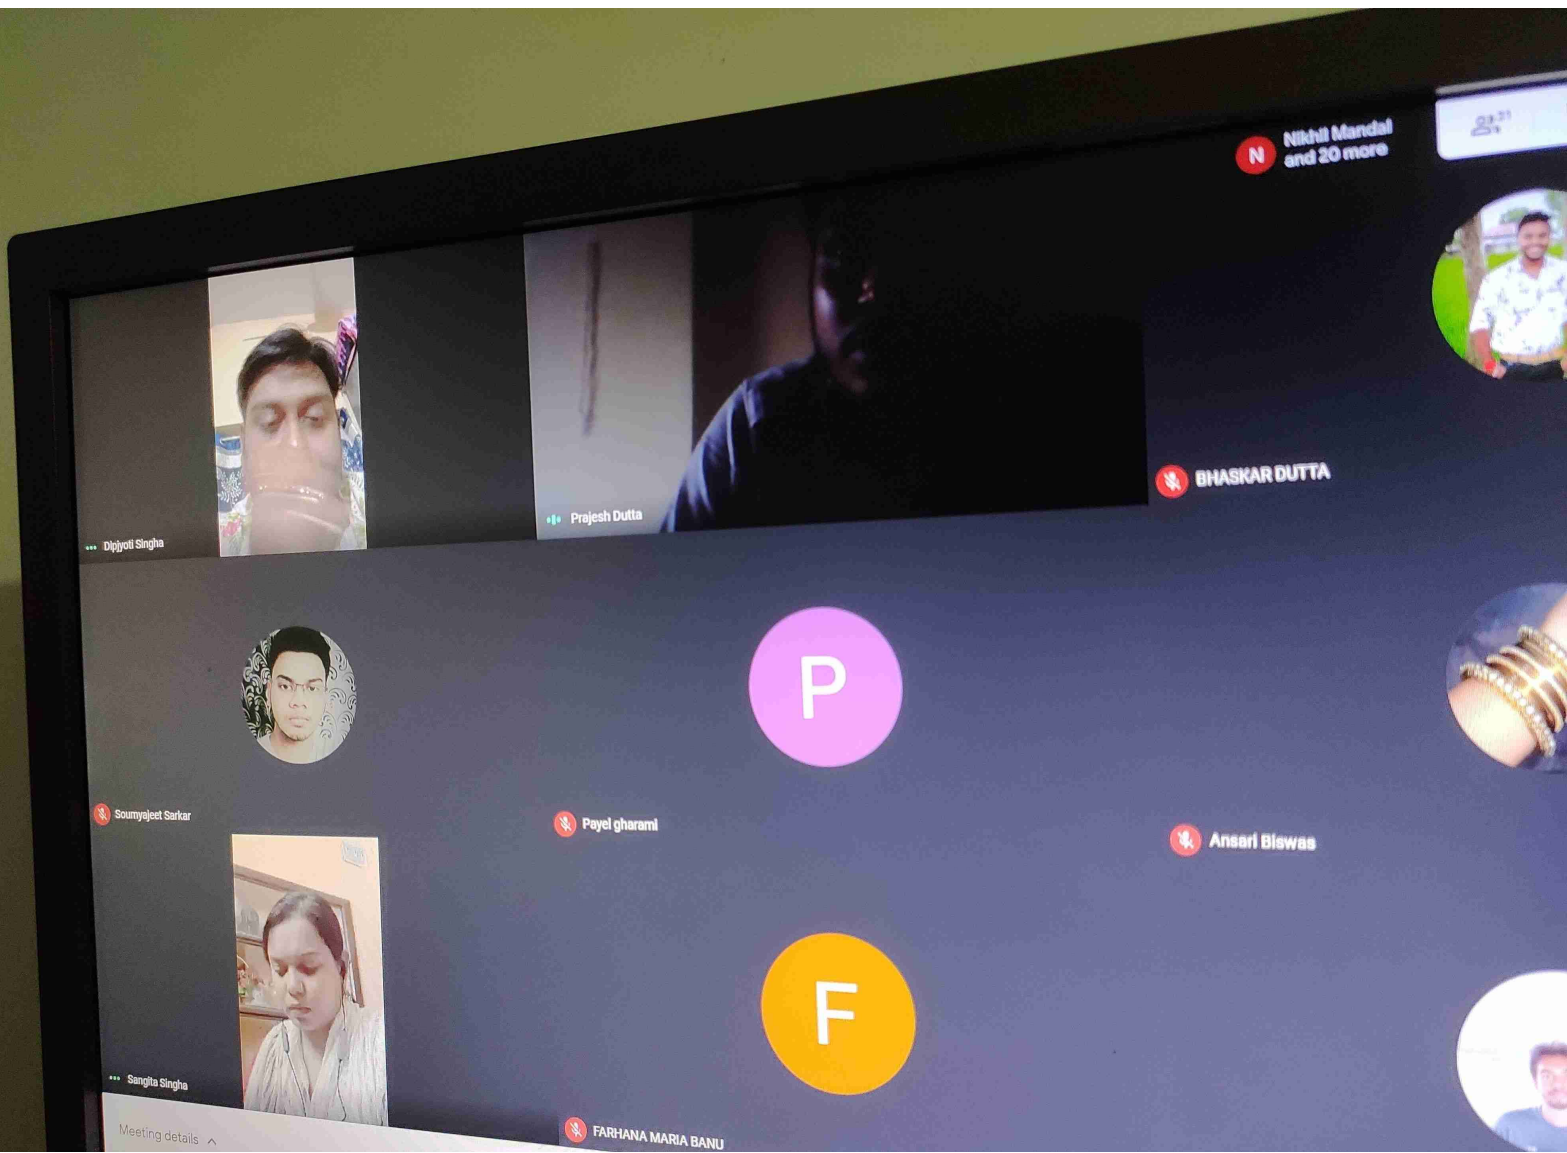 N
Nikhil Mandal
and 20 more
31
Dipjyoti Singha
Prajesh Dutta
BHASKAR DUTTA
P
Soumyajeet Sarkar
Payel gharami
Ansari Biswas
F
Sangita Singha
FARHANA MARIA BANU
Meeting details